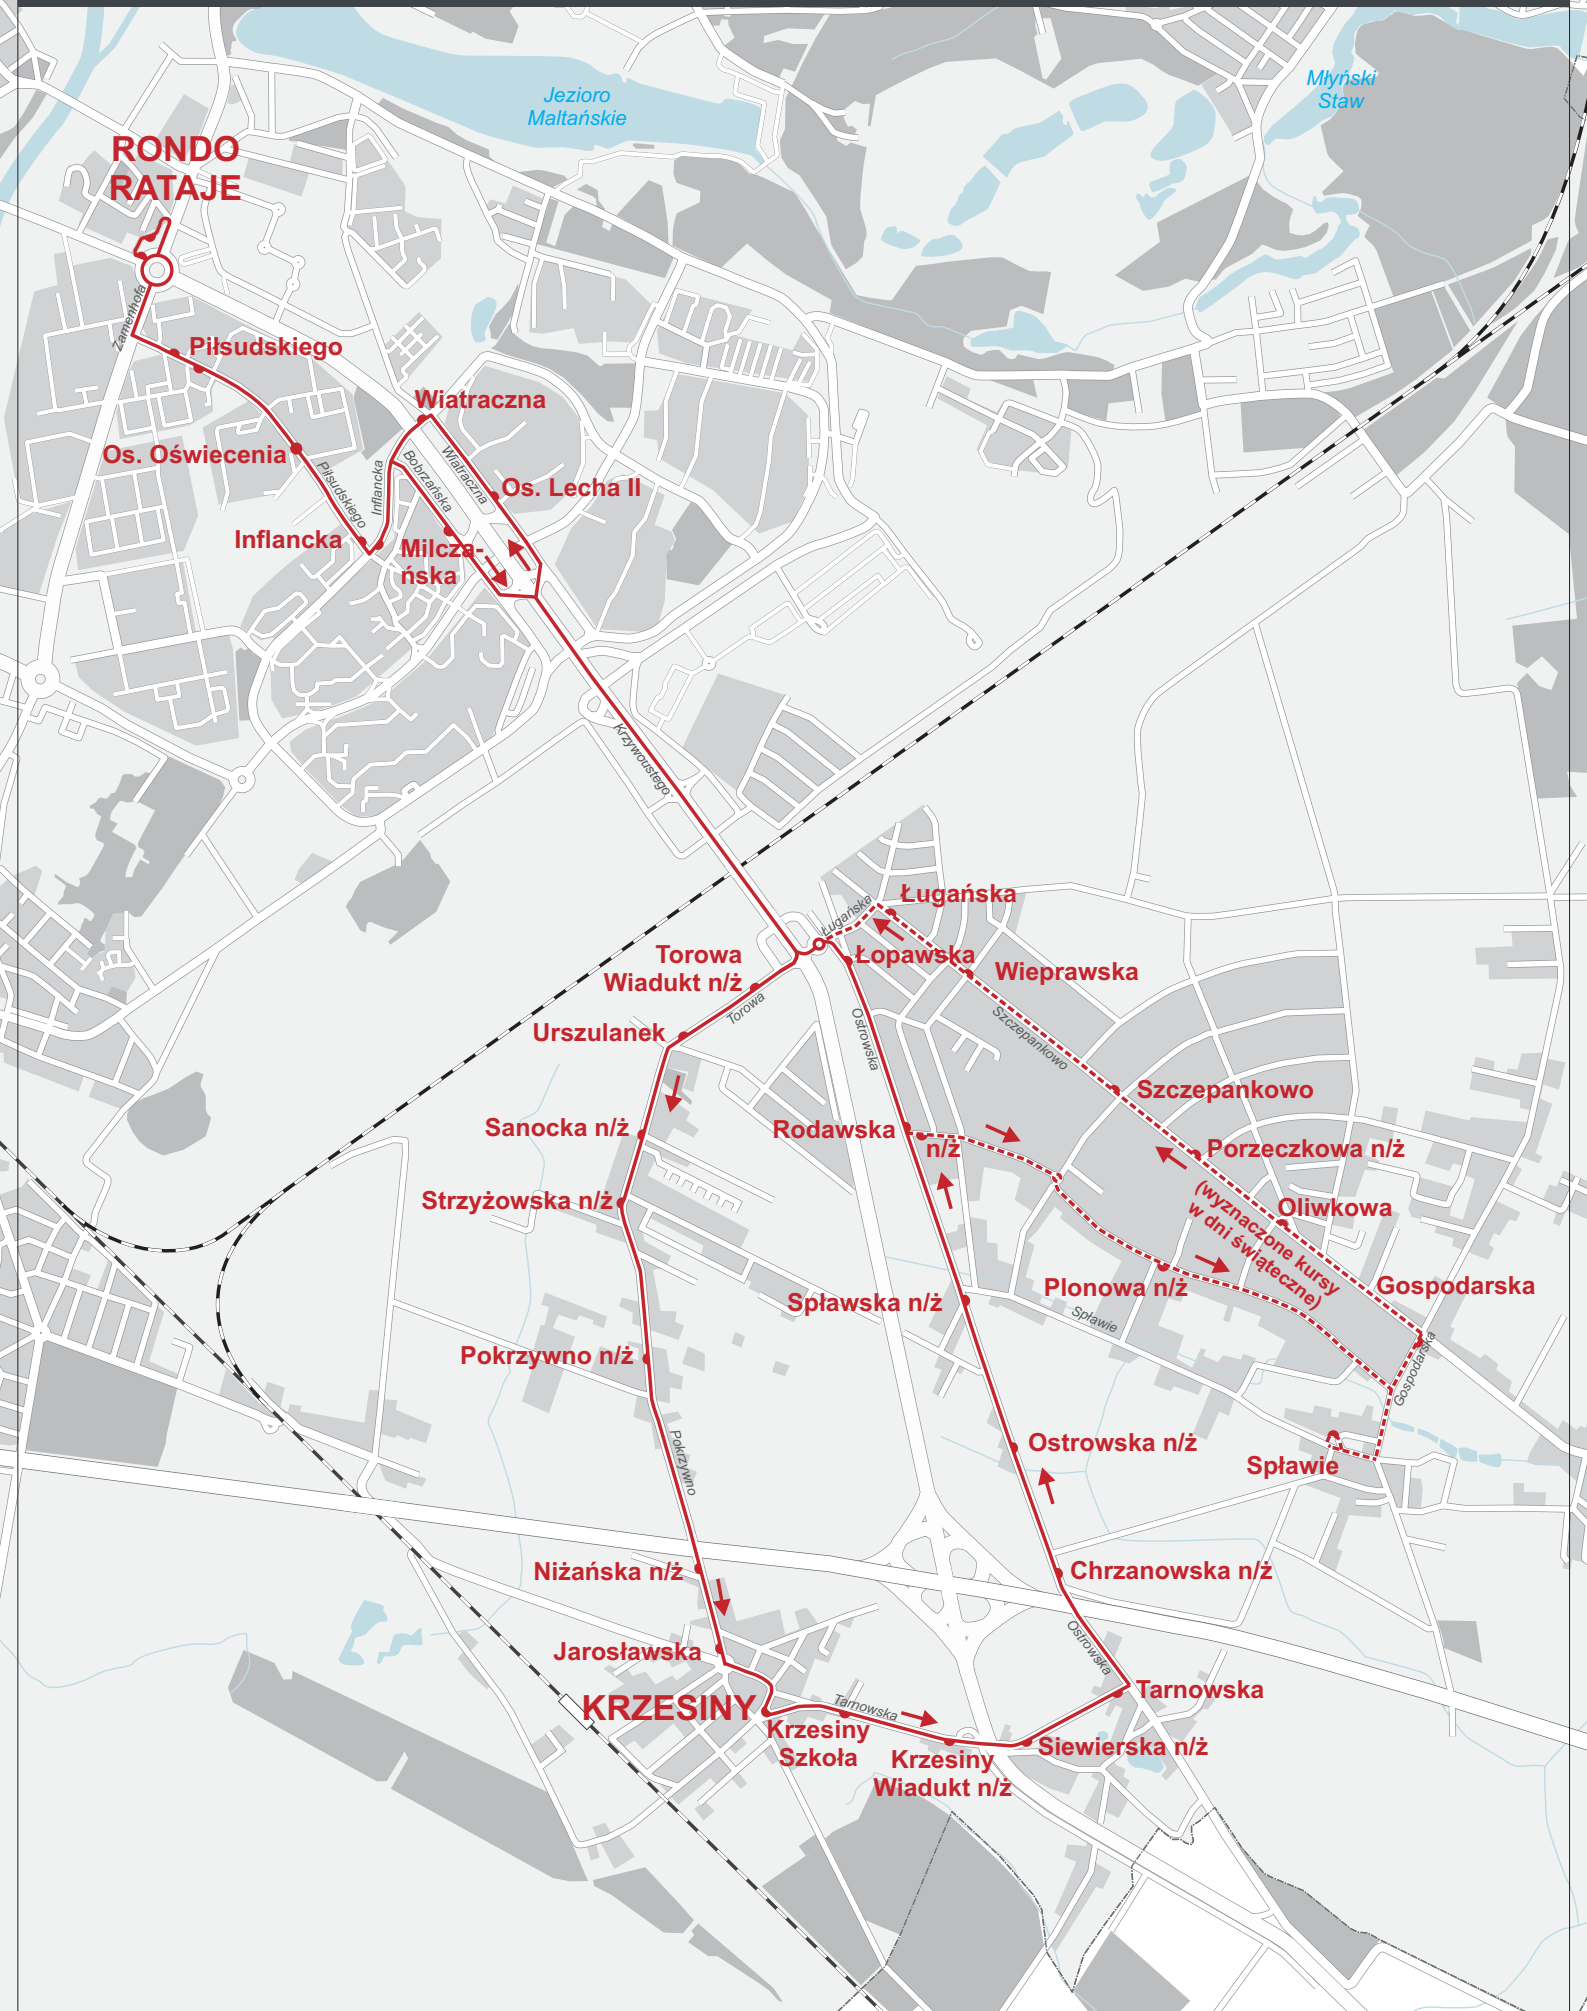 Jezioro
Maltańskie
Młyński
Staw
RONDO
RATAJE
Zamenhofa
Piłsudskiego
Wiatraczna
Os. Oświecenia
Piłsudskiego
Inflancka
Bobrzańska
Wiatraczna
Os. Lecha II
Inflancka
Milcza-
ńska
Krzywoustego
Ługańska
Ługańska
Torowa
Wiadukt n/ż
Łopawska
Wieprawska
Torowa
Urszulanek
Ostrowska
Szczepankowo
Szczepankowo
Sanocka n/ż
Rodawska
n/ż
Porzeczkowa n/ż
Strzyżowska n/ż
(wyznaczone kursy
w dni świąteczne)
Oliwkowa
Plonowa n/ż
Gospodarska
Spławska n/ż
Spławie
Pokrzywno n/ż
Gospodarska
Pokrzywno
Ostrowska n/ż
Spławie
Niżańska n/ż
Chrzanowska n/ż
Jarosławska
Ostrowska
KRZESINY
Tarnowska
Tarnowska
Krzesiny
Szkoła
Krzesiny
Wiadukt n/ż
Siewierska n/ż